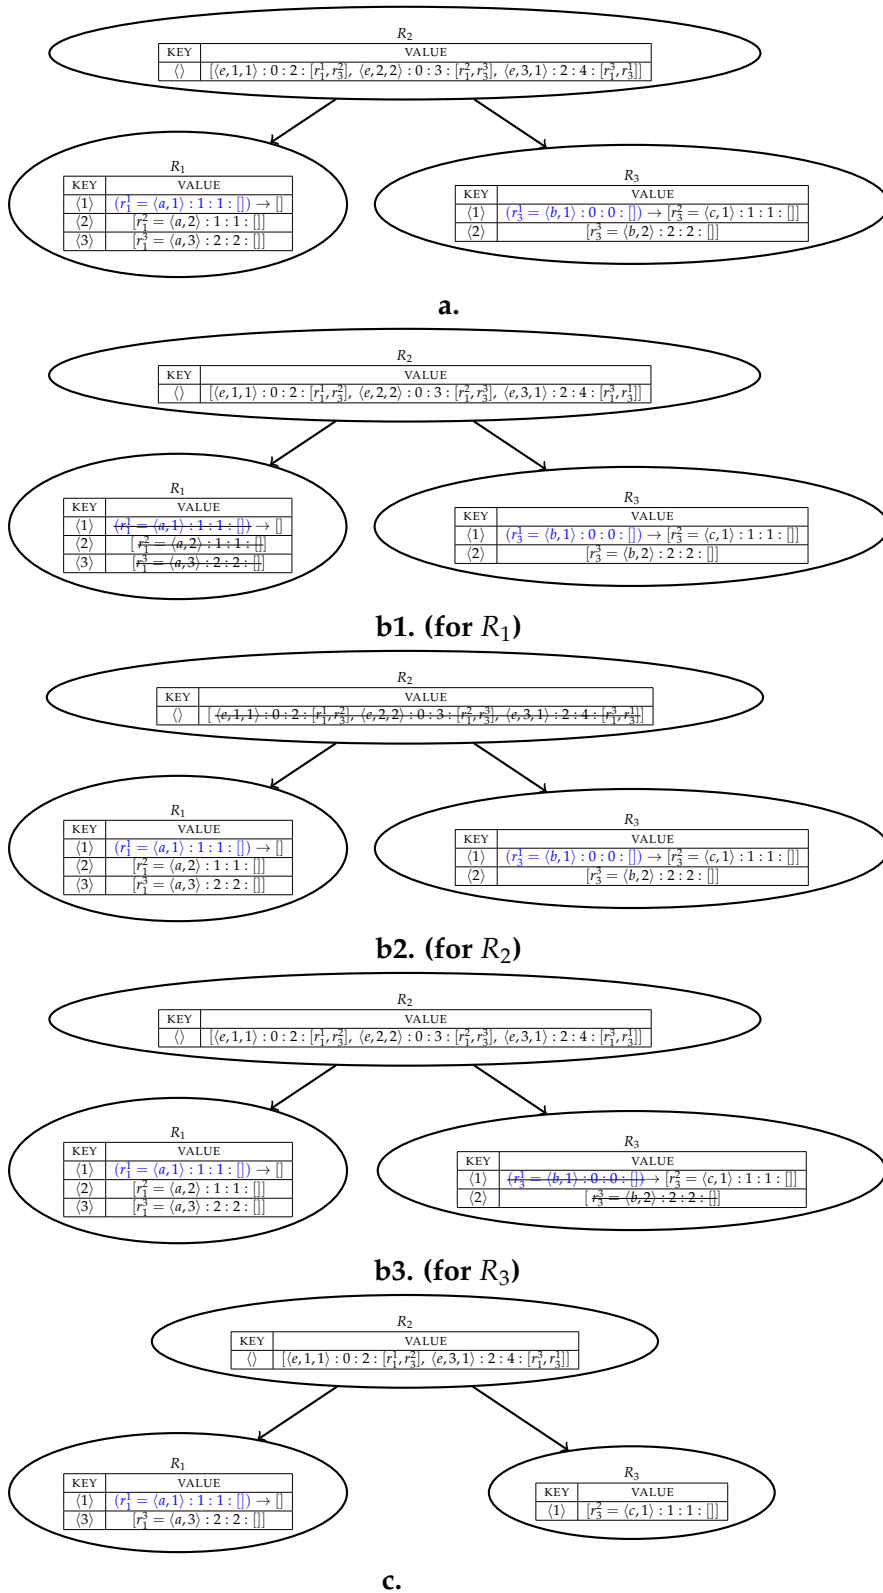 R₂
KEY VALUE
⟨⟩ [⟨e,1,1⟩ : 0 : 2 : [r₁¹, r₃²], ⟨e,2,2⟩ : 0 : 3 : [r₁², r₃³], ⟨e,3,1⟩ : 2 : 4 : [r₁³, r₃¹]]
R₁
KEY VALUE
⟨1⟩ (r₁¹ = ⟨a,1⟩ : 1 : 1 : []) → []
⟨2⟩ [r₁² = ⟨a,2⟩ : 1 : 1 : []]
⟨3⟩ [r₁³ = ⟨a,3⟩ : 2 : 2 : []]
R₃
KEY VALUE
⟨1⟩ (r₃¹ = ⟨b,1⟩ : 0 : 0 : []) → [r₃² = ⟨c,1⟩ : 1 : 1 : []]
⟨2⟩ [r₃³ = ⟨b,2⟩ : 2 : 2 : []]
a.
R₂
KEY VALUE
⟨⟩ [⟨e,1,1⟩ : 0 : 2 : [r₁¹, r₃²], ⟨e,2,2⟩ : 0 : 3 : [r₁², r₃³], ⟨e,3,1⟩ : 2 : 4 : [r₁³, r₃¹]]
R₁
KEY VALUE
⟨1⟩ (r₁¹ = ⟨a,1⟩ : 1 : 1 : []) → []
⟨2⟩ [ r₁² = ⟨a,2⟩ : 1 : 1 : []]
⟨3⟩ [r₁³ = ⟨a,3⟩ : 2 : 2 : []]
R₃
KEY VALUE
⟨1⟩ (r₃¹ = ⟨b,1⟩ : 0 : 0 : []) → [r₃² = ⟨c,1⟩ : 1 : 1 : []]
⟨2⟩ [r₃³ = ⟨b,2⟩ : 2 : 2 : []]
b1. (for R₁)
R₂
KEY VALUE
⟨⟩ [ ⟨e,1,1⟩ : 0 : 2 : [r₁¹, r₃²], ⟨e,2,2⟩ : 0 : 3 : [r₁², r₃³], ⟨e,3,1⟩ : 2 : 4 : [r₁³, r₃¹]]
R₁
KEY VALUE
⟨1⟩ (r₁¹ = ⟨a,1⟩ : 1 : 1 : []) → []
⟨2⟩ [r₁² = ⟨a,2⟩ : 1 : 1 : []]
⟨3⟩ [r₁³ = ⟨a,3⟩ : 2 : 2 : []]
R₃
KEY VALUE
⟨1⟩ (r₃¹ = ⟨b,1⟩ : 0 : 0 : []) → [r₃² = ⟨c,1⟩ : 1 : 1 : []]
⟨2⟩ [r₃³ = ⟨b,2⟩ : 2 : 2 : []]
b2. (for R₂)
R₂
KEY VALUE
⟨⟩ [⟨e,1,1⟩ : 0 : 2 : [r₁¹, r₃²], ⟨e,2,2⟩ : 0 : 3 : [r₁², r₃³], ⟨e,3,1⟩ : 2 : 4 : [r₁³, r₃¹]]
R₁
KEY VALUE
⟨1⟩ (r₁¹ = ⟨a,1⟩ : 1 : 1 : []) → []
⟨2⟩ [r₁² = ⟨a,2⟩ : 1 : 1 : []]
⟨3⟩ [r₁³ = ⟨a,3⟩ : 2 : 2 : []]
R₃
KEY VALUE
⟨1⟩ (r₃¹ = ⟨b,1⟩ : 0 : 0 : []) → [r₃² = ⟨c,1⟩ : 1 : 1 : []]
⟨2⟩ [ r₃³ = ⟨b,2⟩ : 2 : 2 : []]
b3. (for R₃)
R₂
KEY VALUE
⟨⟩ [⟨e,1,1⟩ : 0 : 2 : [r₁¹, r₃²], ⟨e,3,1⟩ : 2 : 4 : [r₁³, r₃¹]]
R₁
KEY VALUE
⟨1⟩ (r₁¹ = ⟨a,1⟩ : 1 : 1 : []) → []
⟨3⟩ [r₁³ = ⟨a,3⟩ : 2 : 2 : []]
R₃
KEY VALUE
⟨1⟩ [r₃² = ⟨c,1⟩ : 1 : 1 : []]
c.